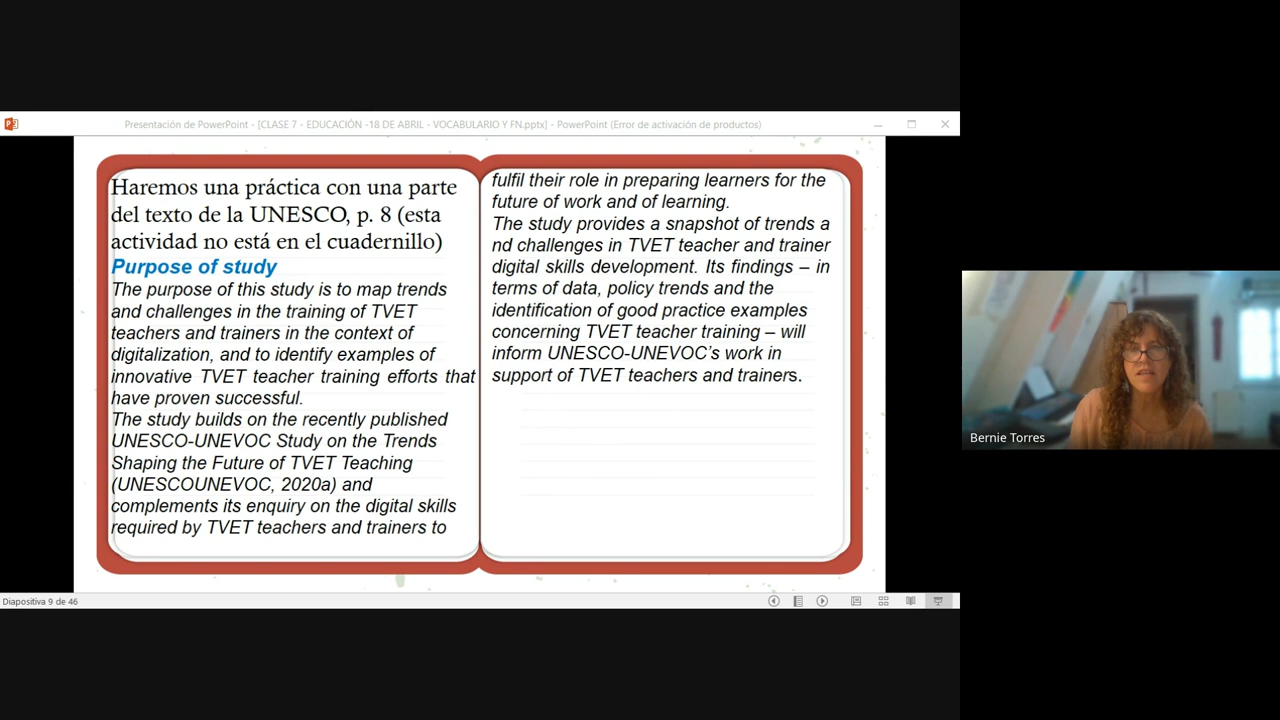 Presentación de PowerPoint - [CLASE 7 - EDUCACIÓN -18 DE ABRIL - VOCABULARIO Y FN.pptx] - PowerPoint (Error de activación de productos)
Haremos una práctica con una parte
del texto de la UNESCO, p. 8 (esta
actividad no está en el cuadernillo)
Purpose of study
The purpose of this study is to map trends
and challenges in the training of TVET
teachers and trainers in the context of
digitalization, and to identify examples of
innovative TVET teacher training efforts that
have proven successful.
The study builds on the recently published
UNESCO-UNEVOC Study on the Trends
Shaping the Future of TVET Teaching
(UNESCOUNEVOC, 2020a) and
complements its enquiry on the digital skills
required by TVET teachers and trainers to
fulfil their role in preparing learners for the
future of work and of learning.
The study provides a snapshot of trends a
nd challenges in TVET teacher and trainer
digital skills development. Its findings – in
terms of data, policy trends and the
identification of good practice examples
concerning TVET teacher training – will
inform UNESCO-UNEVOC's work in
support of TVET teachers and trainers.
Bernie Torres
Diapositiva 9 de 46